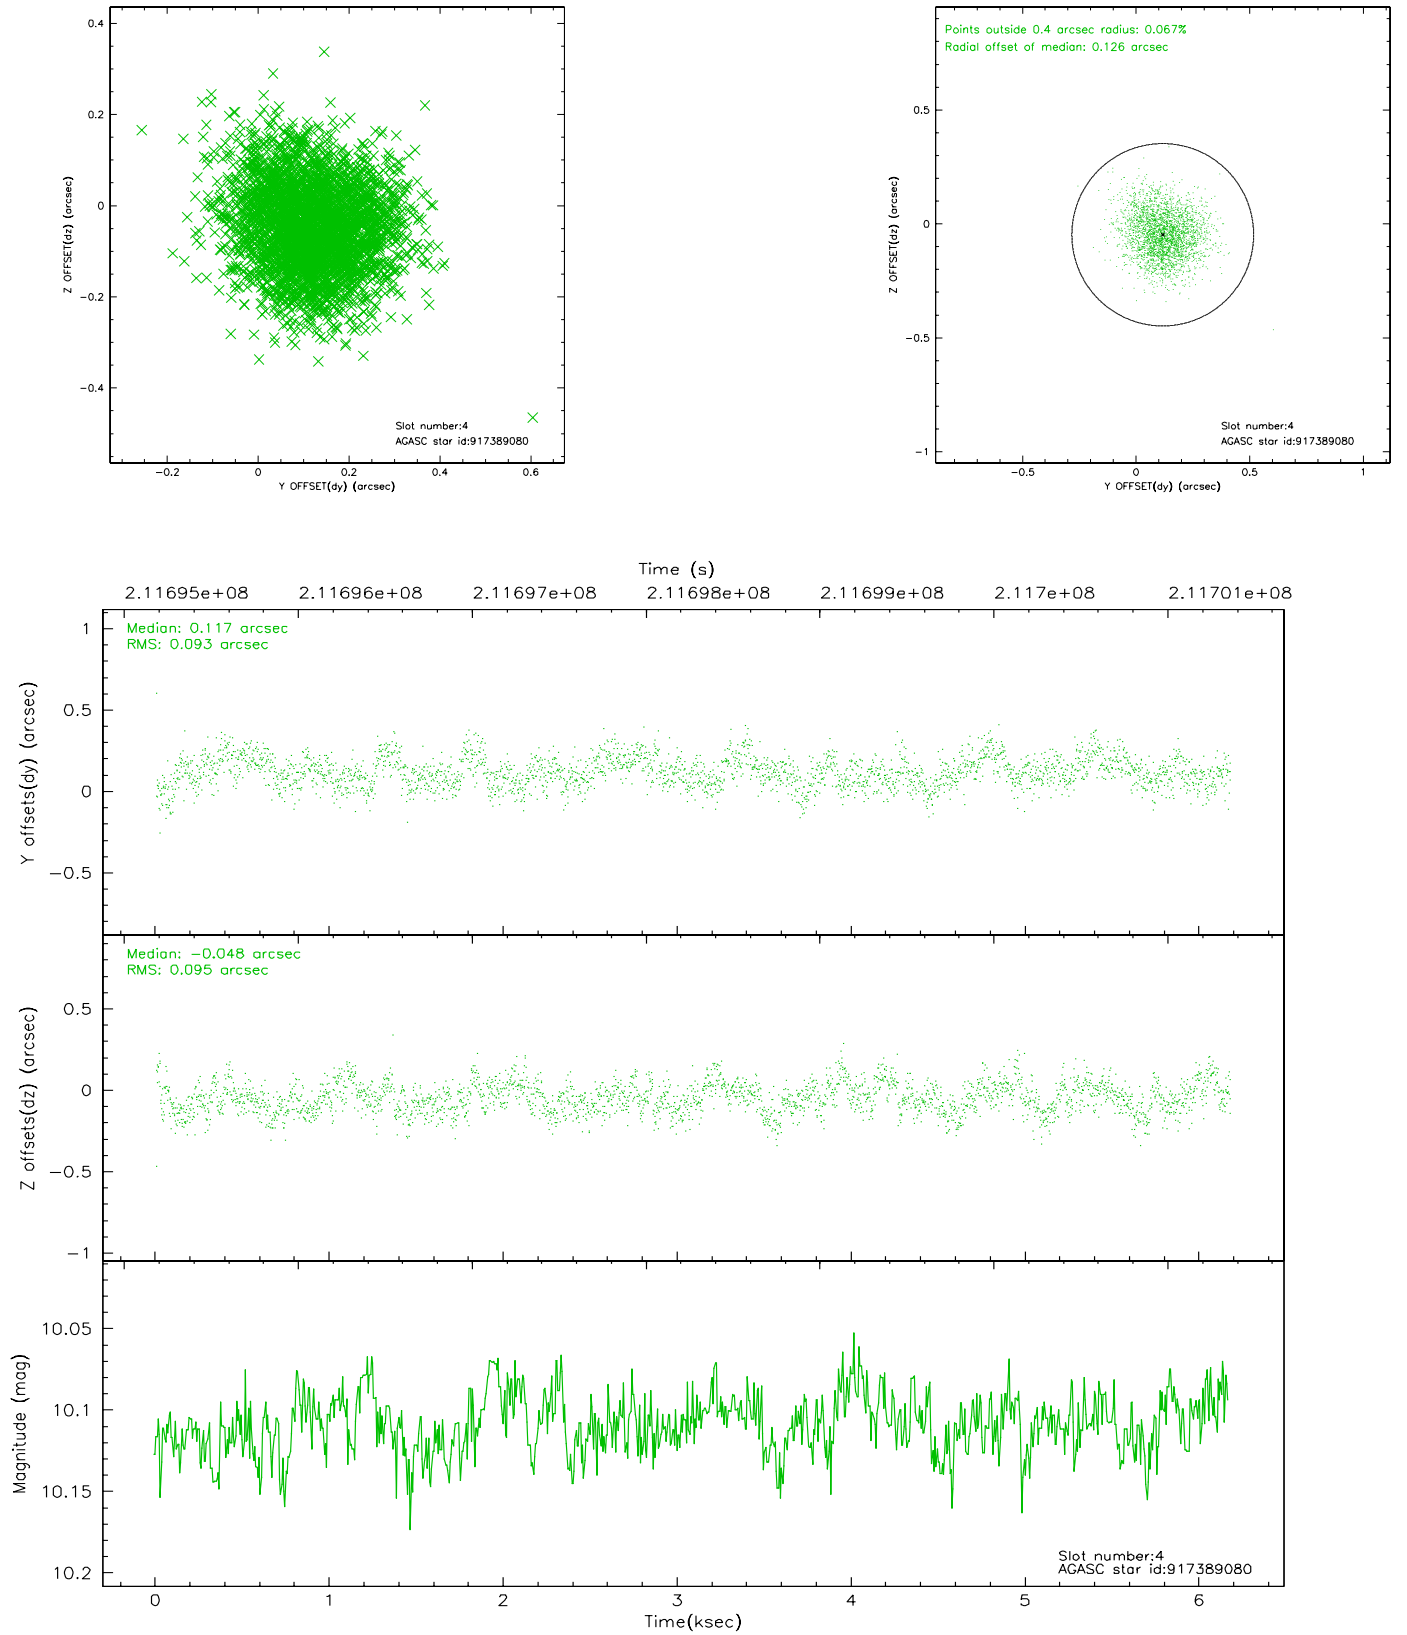 0.4
0.2
0
−0.2
−0.4
Z OFFSET(dz) (arcsec)
Slot number:4
AGASC star id:917389080
−0.2 0 0.2 0.4 0.6
Y OFFSET(dy) (arcsec)
Points outside 0.4 arcsec radius: 0.067%
Radial offset of median: 0.126 arcsec
0.5
0
−0.5
−1
Z OFFSET(dz) (arcsec)
Slot number:4
AGASC star id:917389080
−0.5 0 0.5 1
Y OFFSET(dy) (arcsec)
Time (s)
2.11695e+08 2.11696e+08 2.11697e+08 2.11698e+08 2.11699e+08 2.117e+08 2.11701e+08
Median: 0.117 arcsec
RMS: 0.093 arcsec
1
0.5
0
−0.5
Y offsets(dy) (arcsec)
Median: −0.048 arcsec
RMS: 0.095 arcsec
0.5
0
−0.5
−1
Z offsets(dz) (arcsec)
10.05
10.1
10.15
10.2
Magnitude (mag)
Slot number:4
AGASC star id:917389080
0 1 2 3 4 5 6
Time(ksec)